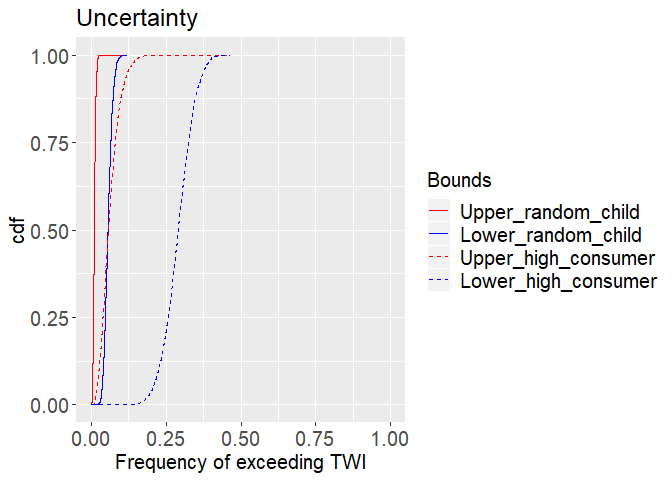 Uncertainty
1.00
0.75
0.50
0.25
0.00
cdf
0.00 0.25 0.50 0.75 1.00
Frequency of exceeding TWI
Bounds
Upper_random_child
Lower_random_child
Upper_high_consumer
Lower_high_consumer